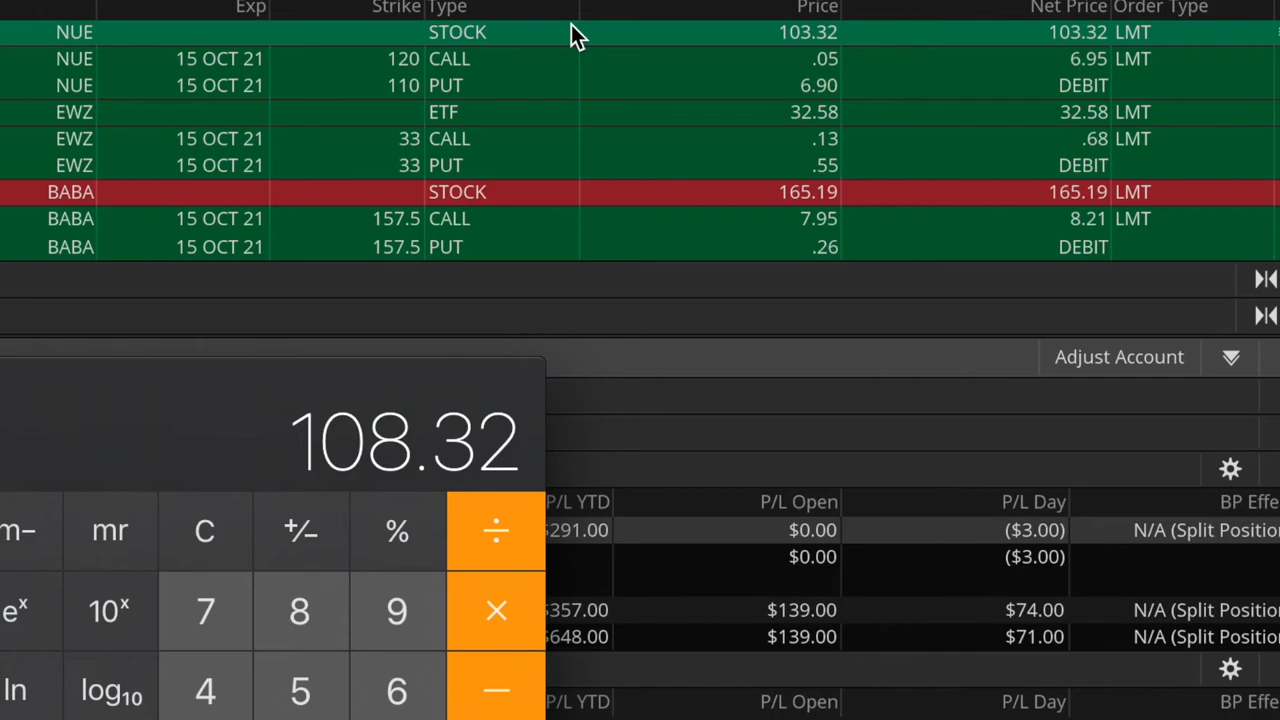 Exp Strike Type Price Net Price Order Type
NUE STOCK 103.32 103.32 LMT
NUE 15 OCT 21 120 CALL .05 6.95 LMT
NUE 15 OCT 21 110 PUT 6.90 DEBIT
EWZ ETF 32.58 32.58 LMT
EWZ 15 OCT 21 33 CALL .13 .68 LMT
EWZ 15 OCT 21 33 PUT .55 DEBIT
BABA STOCK 165.19 165.19 LMT
BABA 15 OCT 21 157.5 CALL 7.95 8.21 LMT
BABA 15 OCT 21 157.5 PUT .26 DEBIT
Adjust Account
108.32
m−  mr C ⁺∕₋ % ÷
eˣ 10ˣ 7 8 9 ×
ln log₁₀ 4 5 6 −
P/L YTD P/L Open P/L Day BP Effe
$291.00 $0.00 ($3.00) N/A (Split Positio
$0.00 ($3.00)
$357.00 $139.00 $74.00 N/A (Split Positio
$648.00 $139.00 $71.00 N/A (Split Positio
P/L YTD P/L Open P/L Day BP Effe